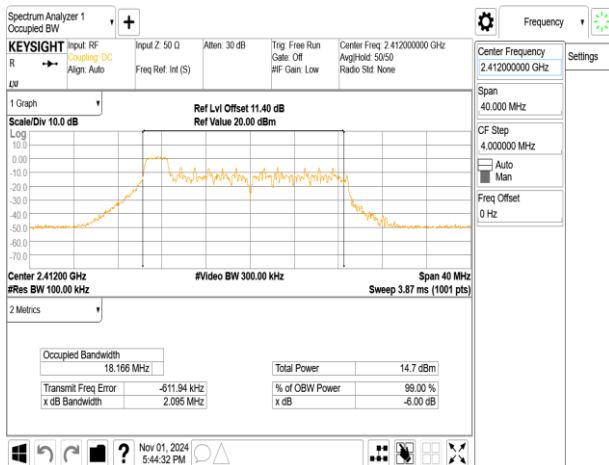 Spectrum Analyzer 1
Occupied BW
Frequency
KEYSIGHT
R
Input: RF
Coupling: DC
Align: Auto
Input Z: 50 Ω
Freq Ref: Int (S)
Atten: 30 dB
Trig: Free Run
Gate: Off
#IF Gain: Low
Center Freq: 2.412000000 GHz
Avg|Hold: 50/50
Radio Std: None
Center Frequency
2.412000000 GHz
Settings
Span
40.000 MHz
CF Step
4.000000 MHz
Auto
Man
Freq Offset
0 Hz
1 Graph
Scale/Div 10.0 dB
Ref Lvl Offset 11.40 dB
Ref Value 20.00 dBm
Log
10.0
0.00
-10.0
-20.0
-30.0
-40.0
-50.0
-60.0
-70.0
Center 2.41200 GHz
#Video BW 300.00 kHz
Span 40 MHz
#Res BW 100.00 kHz
Sweep 3.87 ms (1001 pts)
2 Metrics
Occupied Bandwidth
18.166 MHz
Total Power 14.7 dBm
Transmit Freq Error -611.94 kHz
% of OBW Power 99.00 %
x dB Bandwidth 2.095 MHz
x dB -6.00 dB
?
Nov 01, 2024
5:44:32 PM